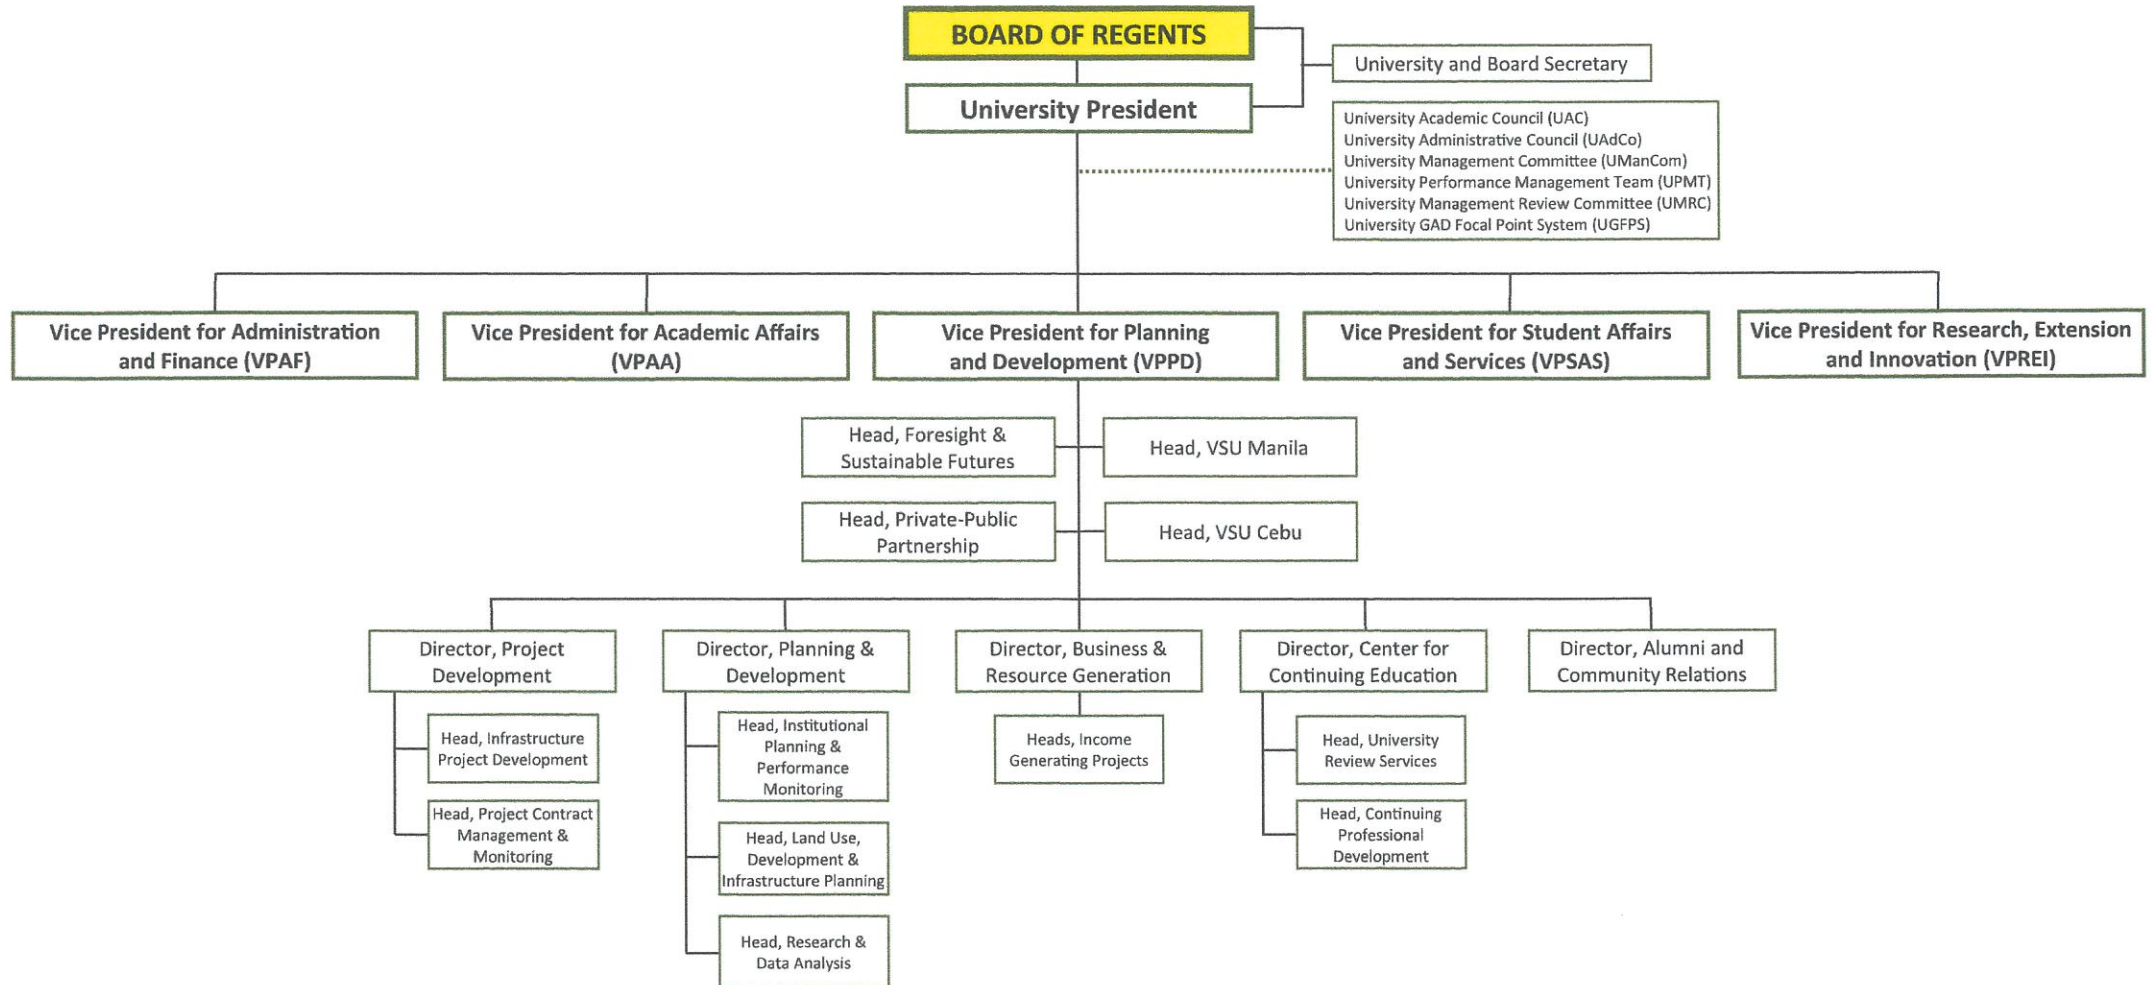 BOARD OF REGENTS
University and Board Secretary
University President
University Academic Council (UAC)
University Administrative Council (UAdCo)
University Management Committee (UManCom)
University Performance Management Team (UPMT)
University Management Review Committee (UMRC)
University GAD Focal Point System (UGFPS)
Vice President for Administration
and Finance (VPAF)
Vice President for Academic Affairs
(VPAA)
Vice President for Planning
and Development (VPPD)
Vice President for Student Affairs
and Services (VPSAS)
Vice President for Research, Extension
and Innovation (VPREI)
Head, Foresight &
Sustainable Futures
Head, VSU Manila
Head, Private-Public
Partnership
Head, VSU Cebu
Director, Project
Development
Director, Planning &
Development
Director, Business &
Resource Generation
Director, Center for
Continuing Education
Director, Alumni and
Community Relations
Head, Infrastructure
Project Development
Head, Project Contract
Management &
Monitoring
Head, Institutional
Planning &
Performance
Monitoring
Head, Land Use,
Development &
Infrastructure Planning
Head, Research &
Data Analysis
Heads, Income
Generating Projects
Head, University
Review Services
Head, Continuing
Professional
Development